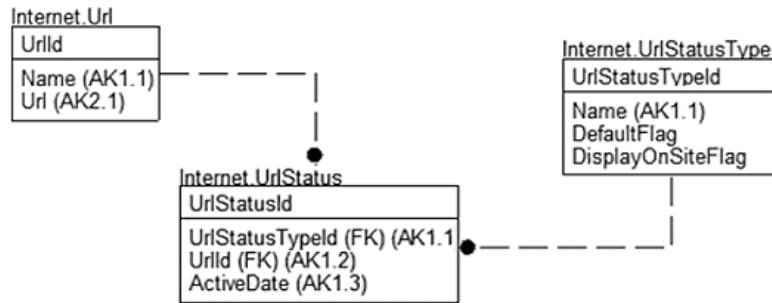 Internet.Url
UrlId
Name (AK1.1)
Url (AK2.1)
Internet.UrlStatusType
UrlStatusTypeId
Name (AK1.1)
DefaultFlag
DisplayOnSiteFlag
Internet.UrlStatus
UrlStatusId
UrlStatusTypeId (FK) (AK1.1
UrlId (FK) (AK1.2)
ActiveDate (AK1.3)